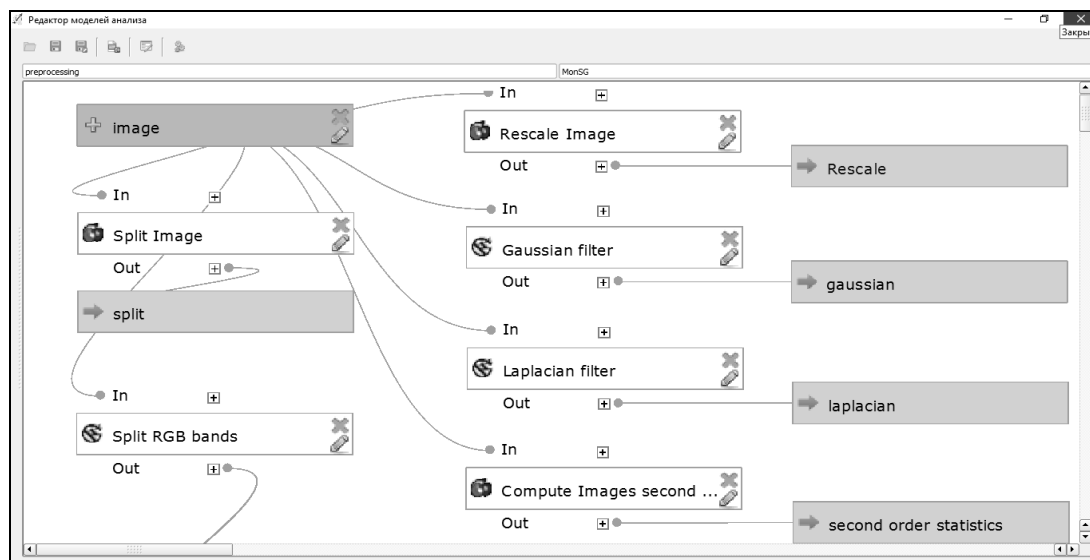 Редактор моделей анализа
Закры
preprocessing
MonSG
image
In
Split Image
Out
split
In
Split RGB bands
Out
In
Rescale Image
Out
Rescale
In
Gaussian filter
Out
gaussian
In
Laplacian filter
Out
laplacian
In
Compute Images second ...
Out
second order statistics